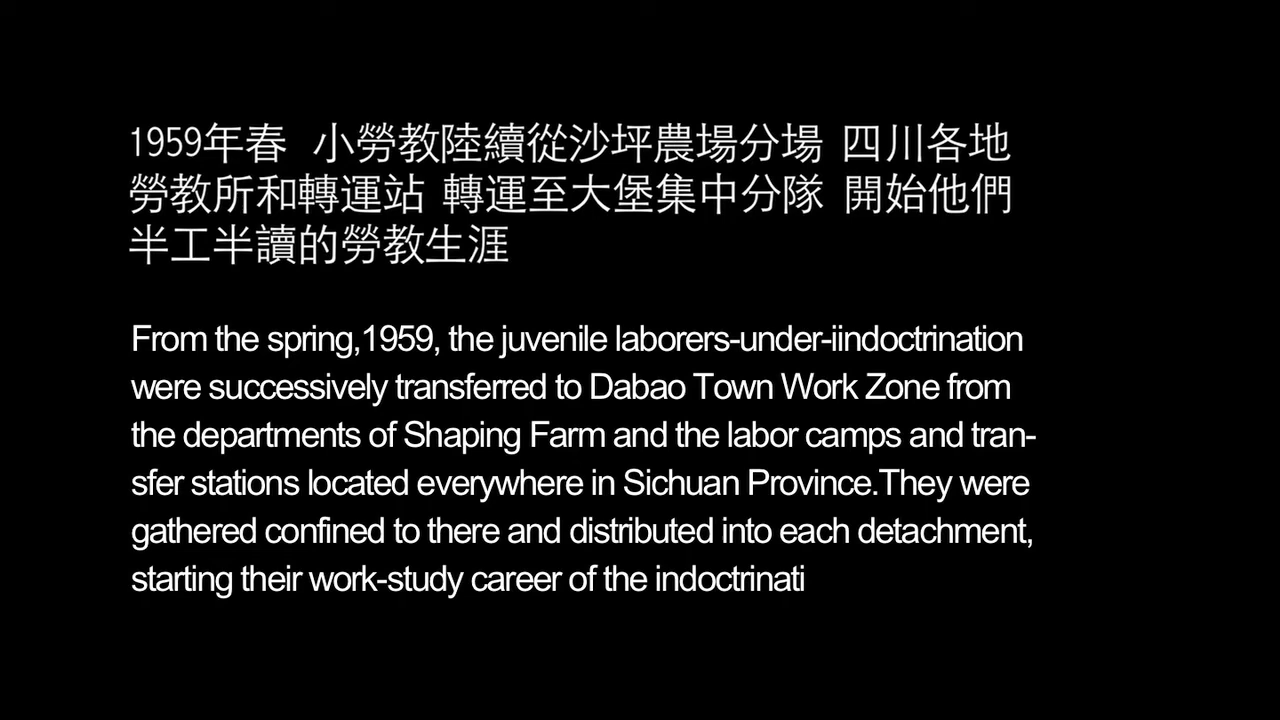 1959年春 小勞教陸續從沙坪農場分場 四川各地
勞教所和轉運站 轉運至大堡集中分隊 開始他們
半工半讀的勞教生涯
From the spring,1959, the juvenile laborers-under-iindoctrination
were successively transferred to Dabao Town Work Zone from
the departments of Shaping Farm and the labor camps and tran-
sfer stations located everywhere in Sichuan Province.They were
gathered confined to there and distributed into each detachment,
starting their work-study career of the indoctrinati